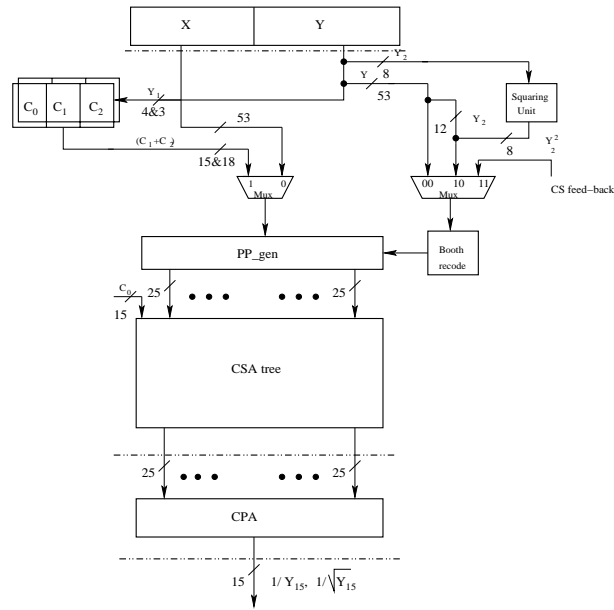 X Y
Y2
8
Y
53
Y1
4&3
C0 C1 C2
Squaring
Unit
53
12 Y2
8 Y2^2
(C1+C2)
15&18
1 0
Mux
00 10 11
Mux
CS feed–back
PP_gen
Booth
recode
C0
15
25 25
CSA tree
25 25
CPA
15 1/ Y15, 1/√Y15